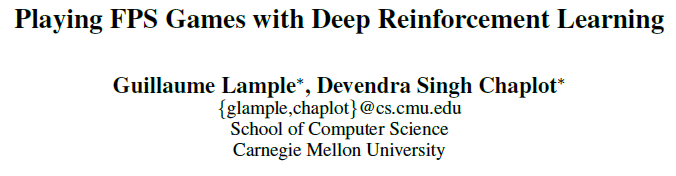 Playing FPS Games with Deep Reinforcement Learning
Guillaume Lample*, Devendra Singh Chaplot*
{glample,chaplot}@cs.cmu.edu
School of Computer Science
Carnegie Mellon University